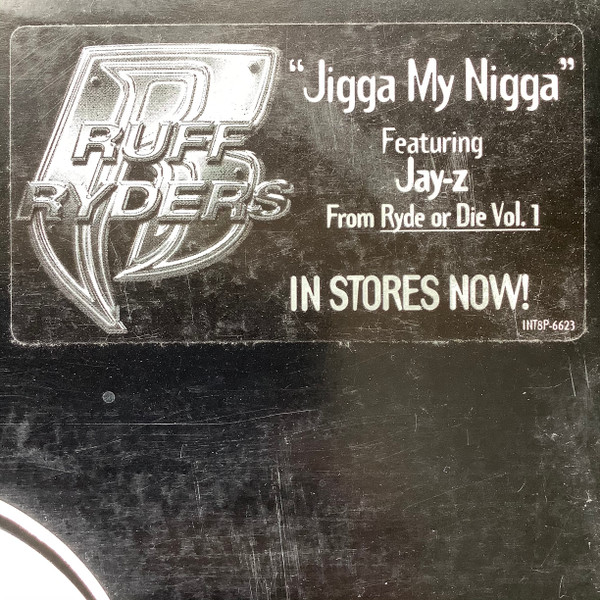 RUFF
RYDERS
“Jigga My Nigga”
Featuring
Jay-z
From Ryde or Die Vol. 1
IN STORES NOW!
INT8P-6623